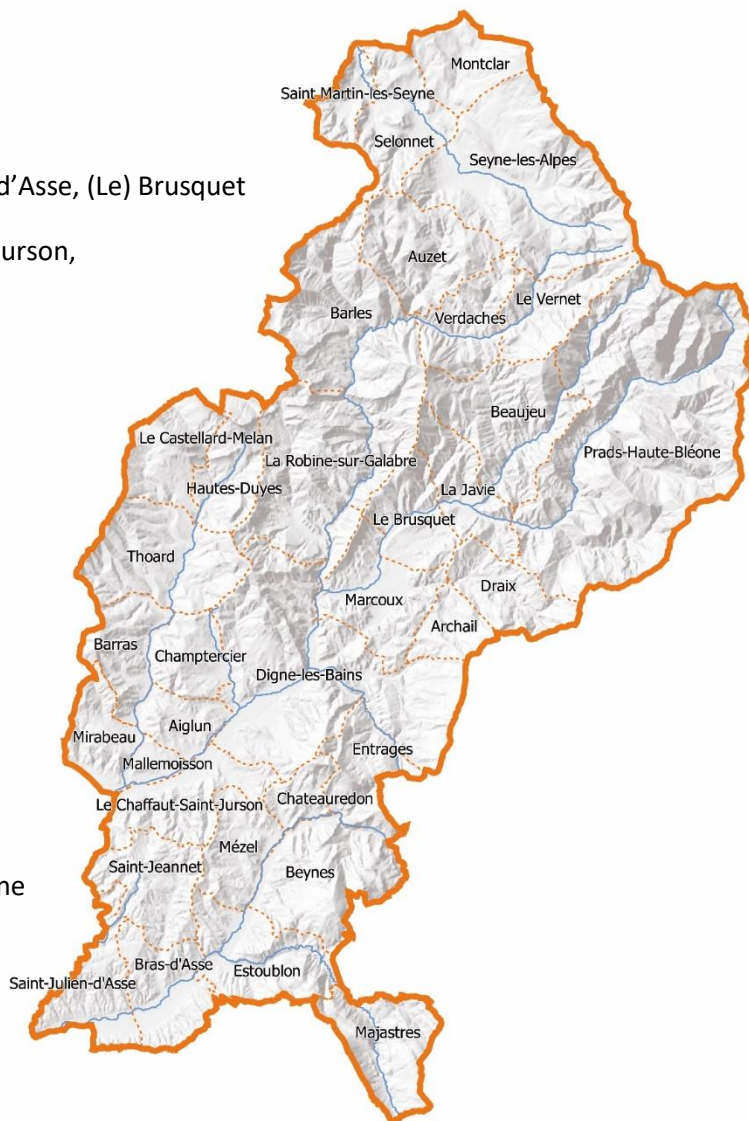 Montclar
Saint Martin-les-Seyne
Selonnet
Seyne-les-Alpes
d’Asse, (Le) Brusquet
urson,
Auzet
Le Vernet
Barles
Verdaches
Beaujeu
Le Castellard-Melan
La Robine-sur-Galabre
Prads-Haute-Bléone
Hautes-Duyes
La Javie
Le Brusquet
Thoard
Draix
Marcoux
Archail
Barras
Champtercier
Digne-les-Bains
Aiglun
Mirabeau
Entrages
Mallemoisson
Le Chaffaut-Saint-Jurson
Chateauredon
Mézel
Saint-Jeannet
Beynes
ne
Bras-d'Asse
Estoublon
Saint-Julien-d'Asse
Majastres